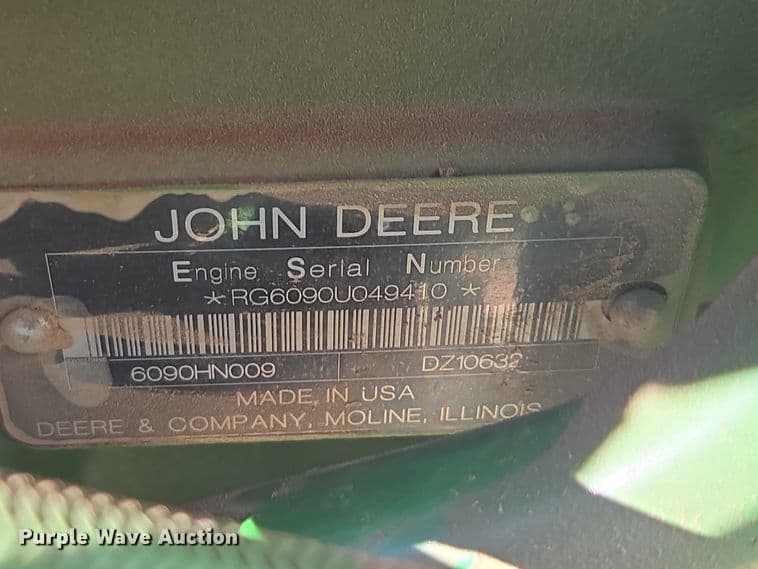 JOHN DEERE
Engine Serial Number
*RG6090U049410*
6090HN009 DZ10632
MADE IN USA
DEERE & COMPANY, MOLINE, ILLINOIS
Purple Wave Auction